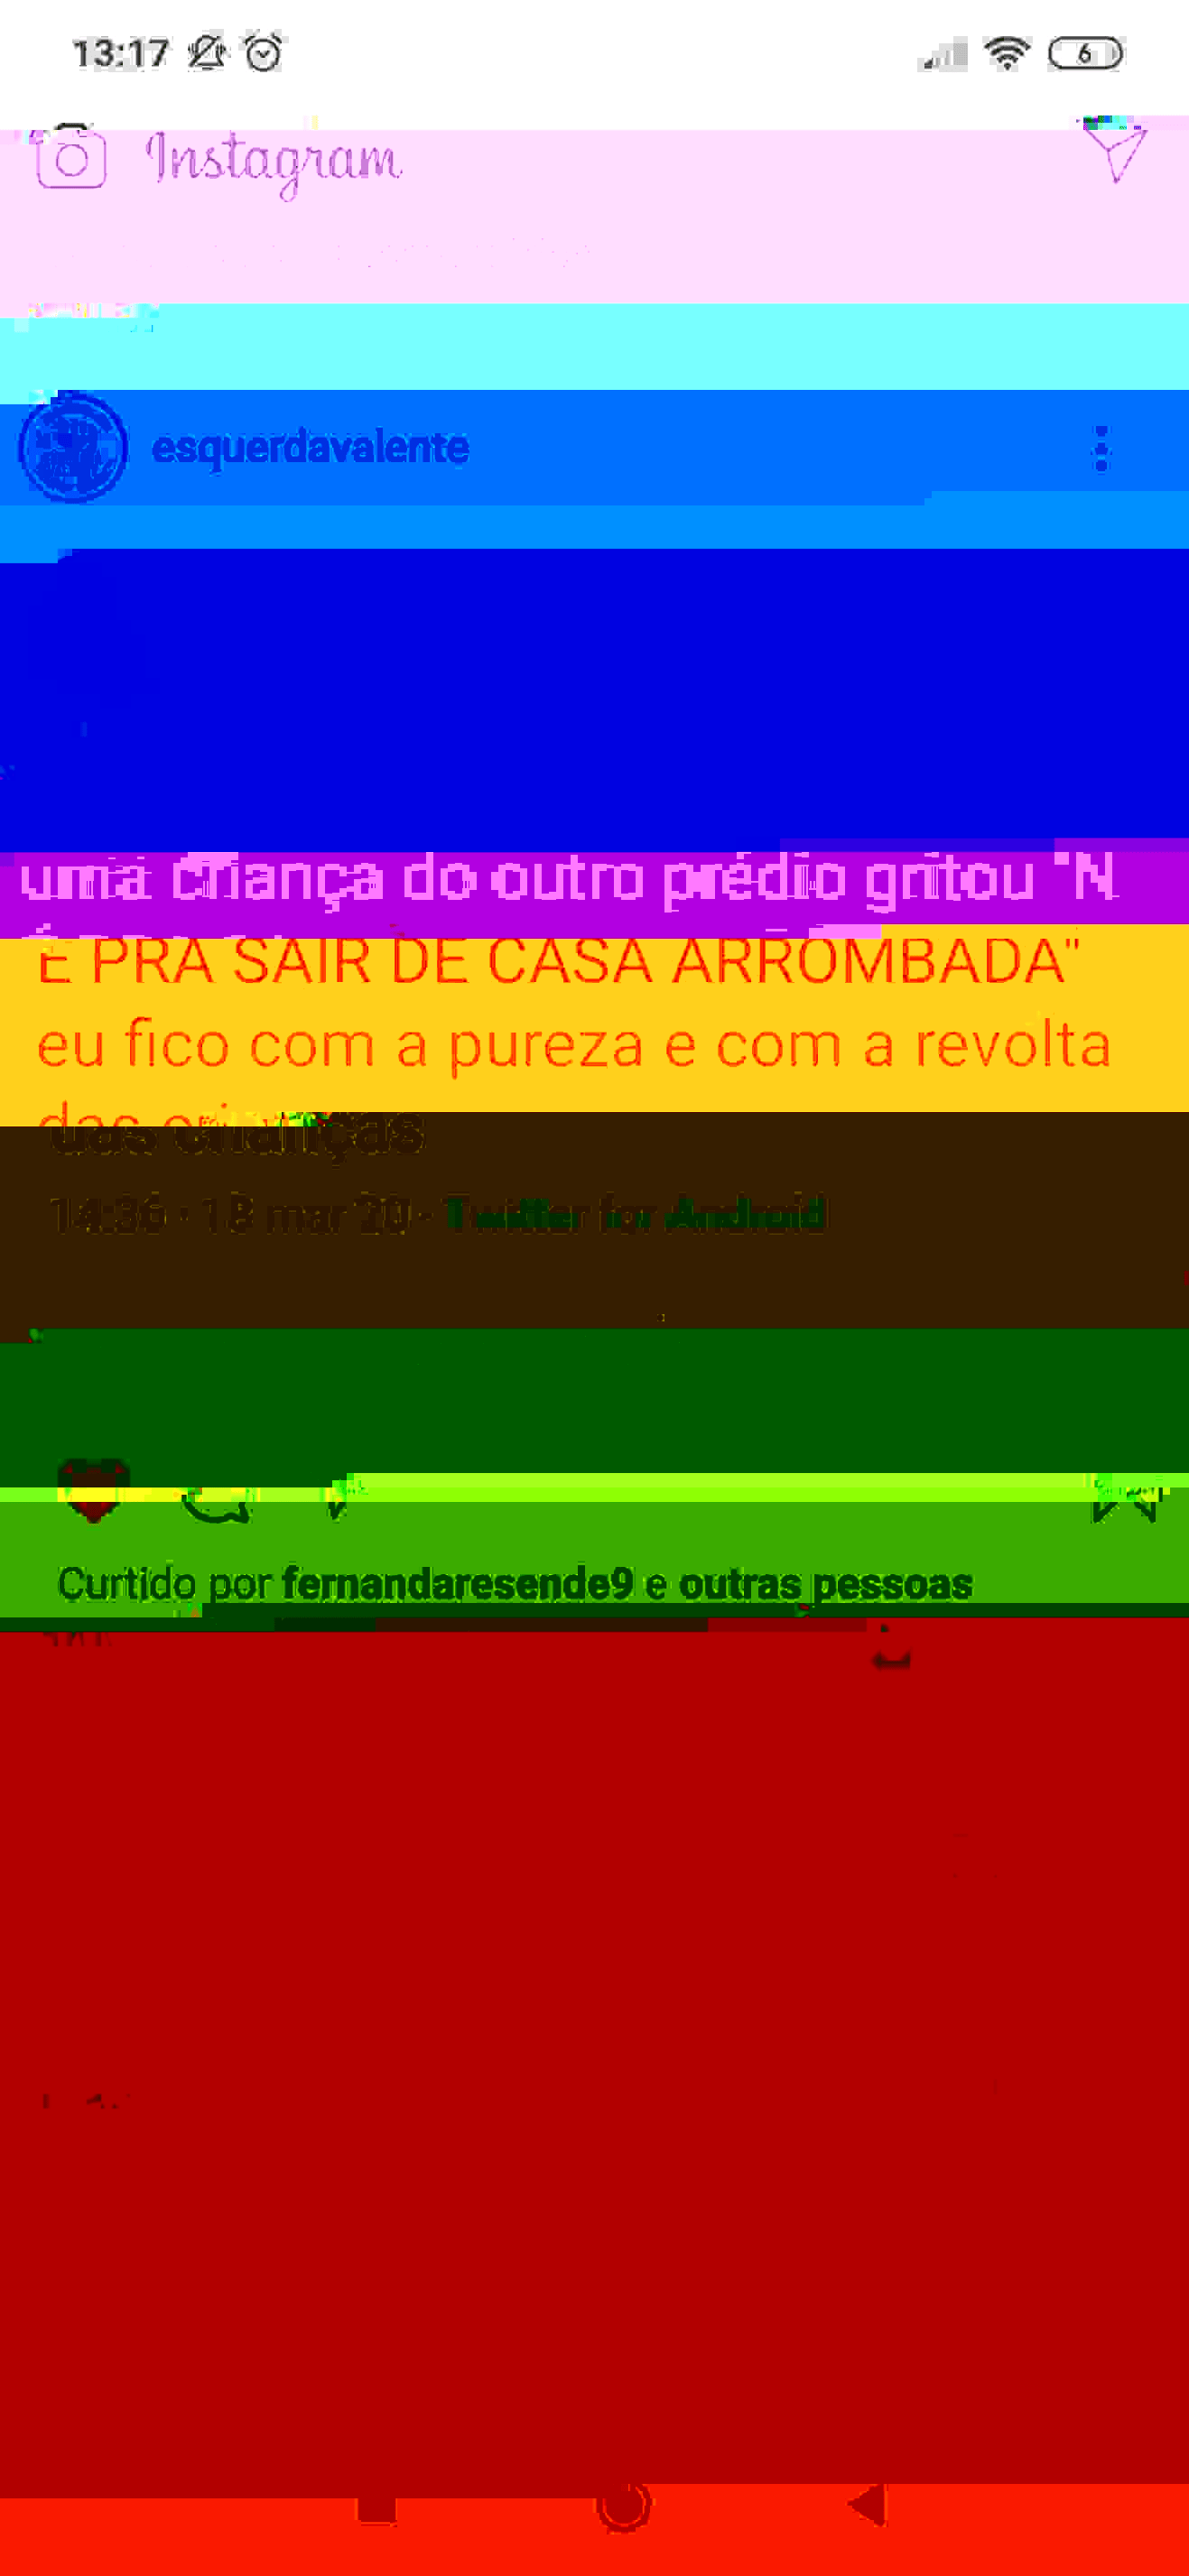 13:17
6
Instagram
esquerdavalente
uma criança do outro prédio gritou "N
É PRA SAIR DE CASA ARROMBADA"
eu fico com a pureza e com a revolta
das crianças
14:36 · 18 mar 20 · Twitter for Android
Curtido por fernandaresende9 e outras pessoas